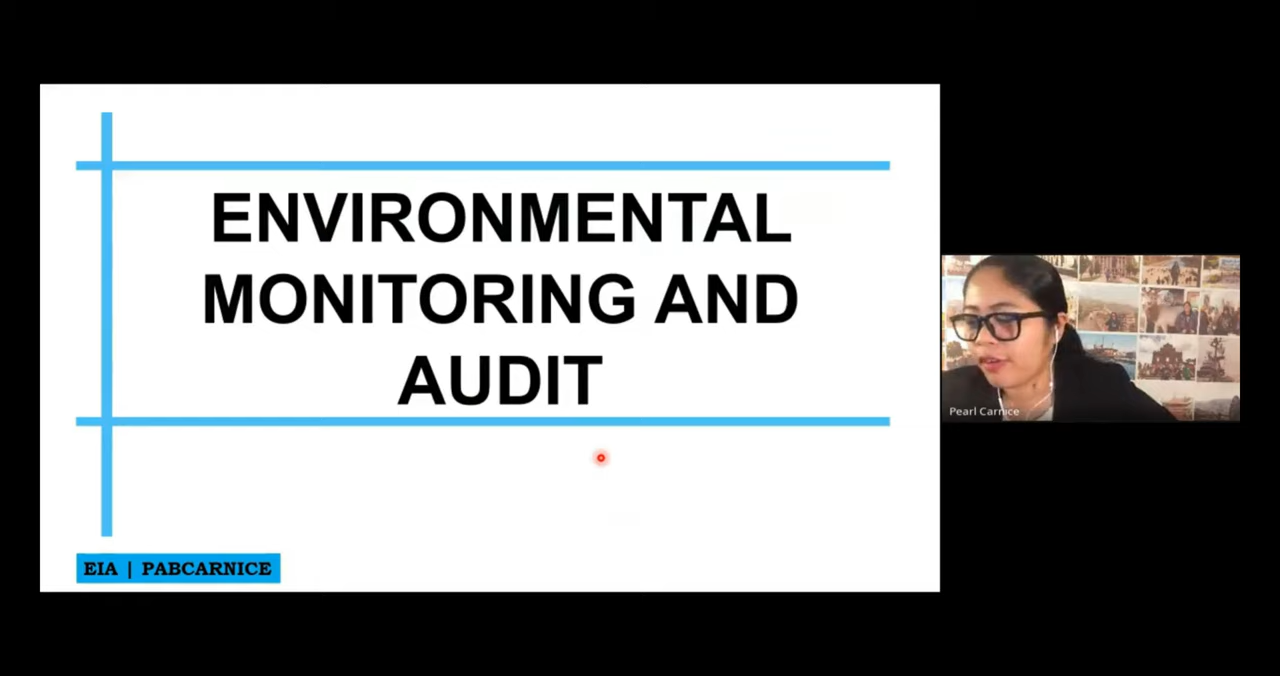 ENVIRONMENTAL
MONITORING AND
AUDIT
Pearl Carnice
EIA | PABCARNICE